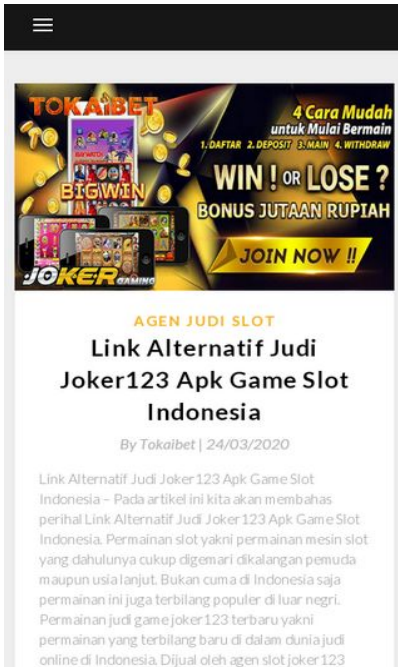 TOKAIBET
4 Cara Mudah
untuk Mulai Bermain
1. DAFTAR 2. DEPOSIT 3. MAIN 4. WITHDRAW
BIGWIN
WIN ! OR LOSE ?
BONUS JUTAAN RUPIAH
JOIN NOW !!
JOKER GAMING
AGEN JUDI SLOT
Link Alternatif Judi
Joker123 Apk Game Slot
Indonesia
By Tokaibet | 24/03/2020
Link Alternatif Judi Joker123 Apk Game Slot
Indonesia – Pada artikel ini kita akan membahas
perihal Link Alternatif Judi Joker123 Apk Game Slot
Indonesia. Permainan slot yakni permainan mesin slot
yang dahulunya cukup digemari dikalangan pemuda
maupun usia lanjut. Bukan cuma di Indonesia saja
permainan ini juga terbilang populer di luar negri.
Permainan judi game joker123 terbaru yakni
permainan yang terbilang baru di dalam dunia judi
online di Indonesia. Dijual oleh agen slot joker123